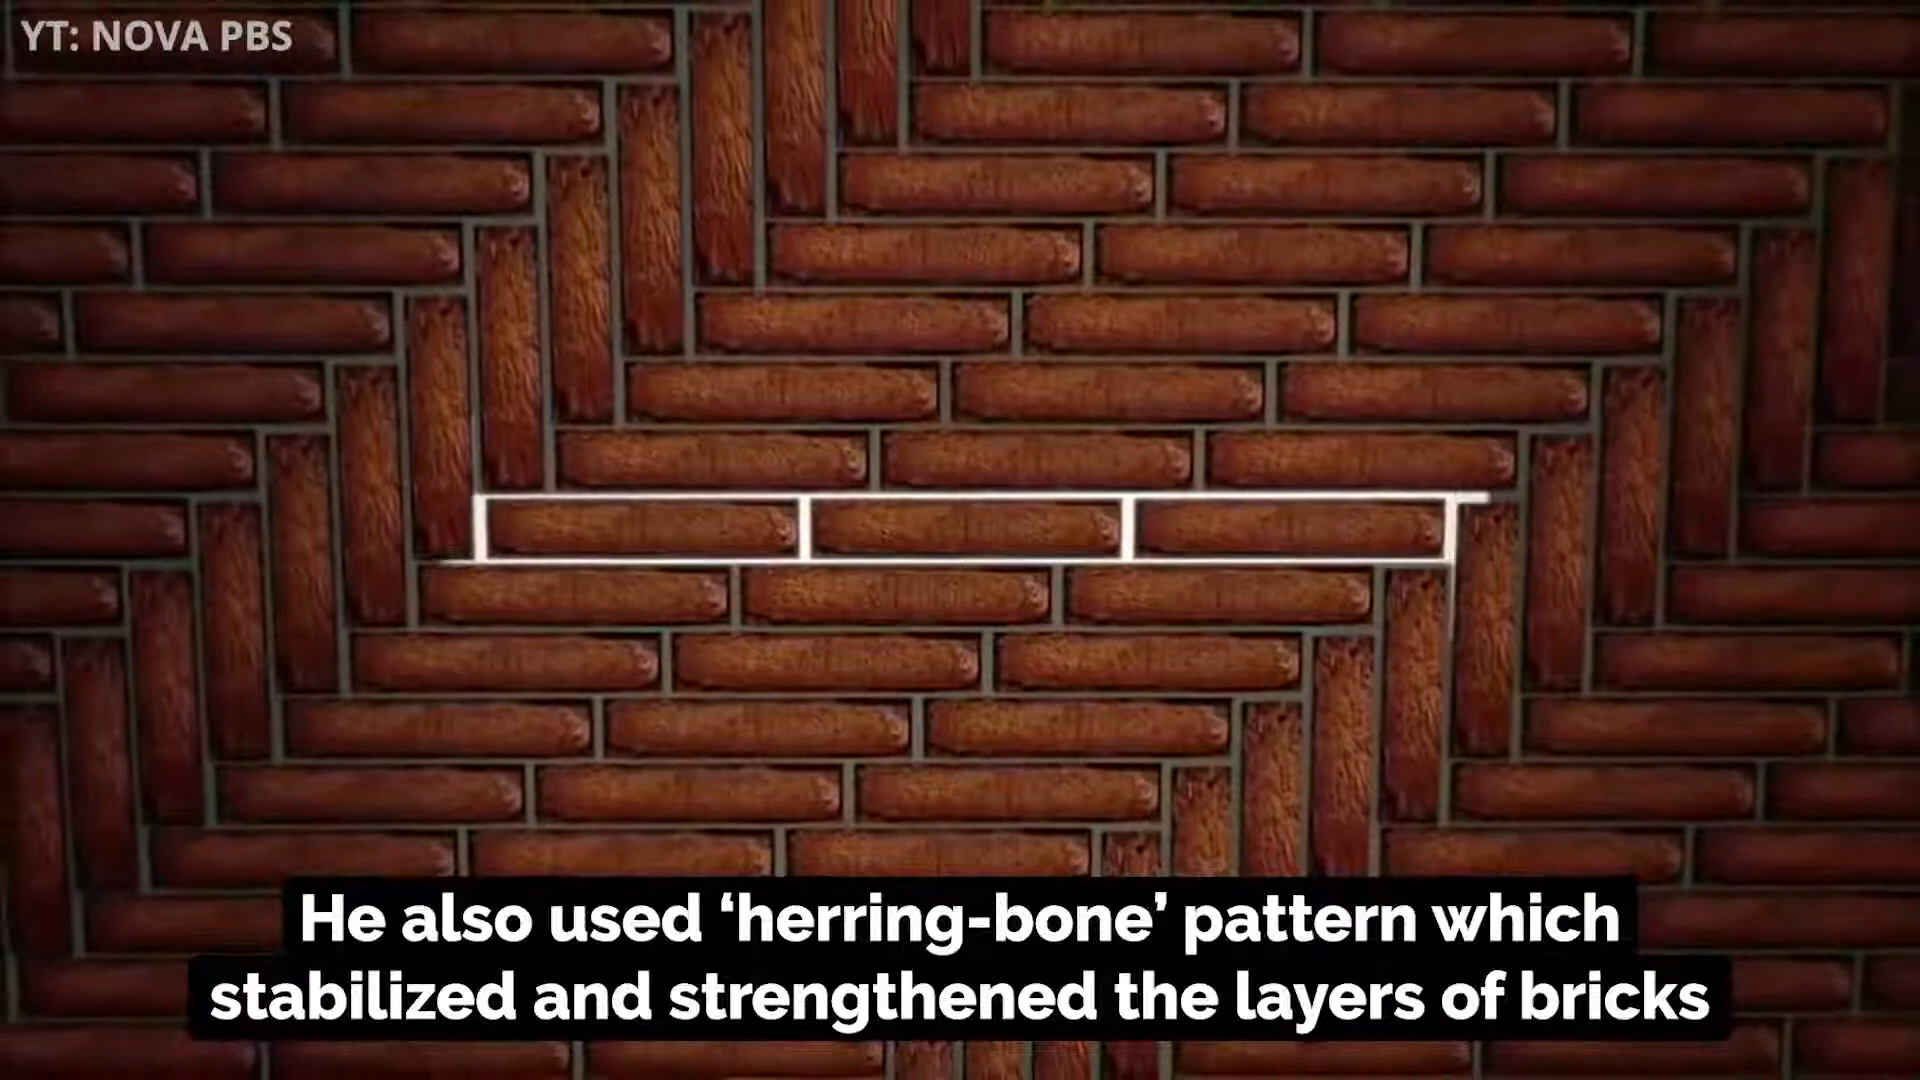 YT: NOVA PBS
He also used ‘herring-bone’ pattern which
stabilized and strengthened the layers of bricks